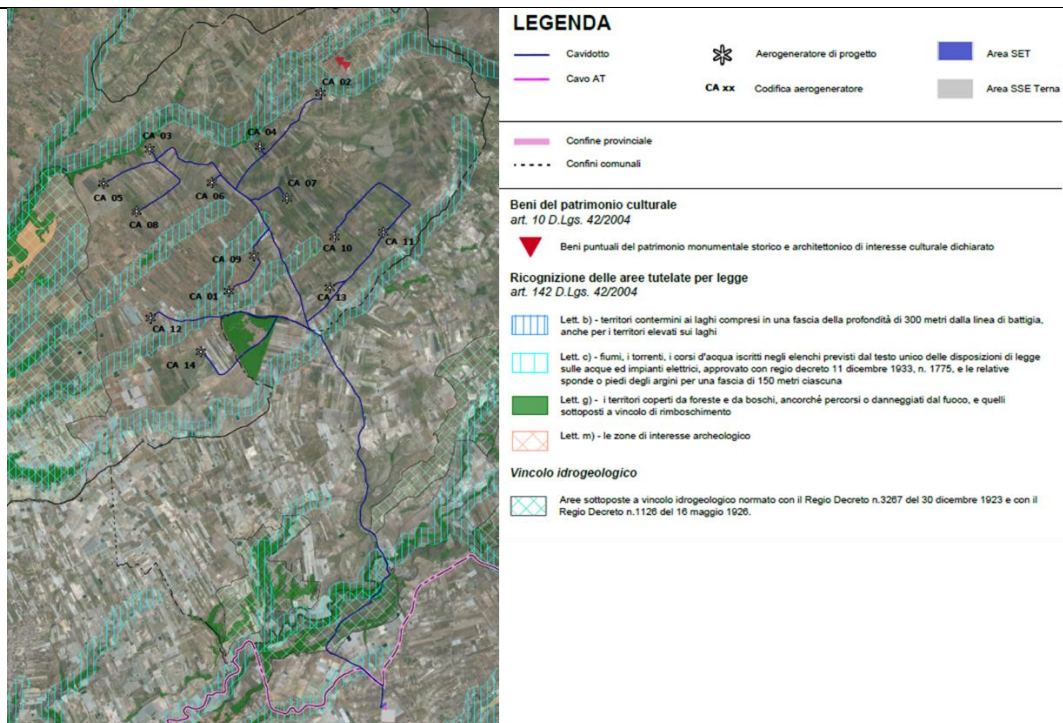 CA 02
CA 03
CA 04
CA 05
CA 06
CA 07
CA 08
CA 09
CA 10
CA 11
CA 01
CA 13
CA 12
CA 14
LEGENDA
Cavidotto
Aerogeneratore di progetto
Area SET
Cavo AT
CA xx
Codifica aerogeneratore
Area SSE Terna
Confine provinciale
Confini comunali
Beni del patrimonio culturale
art. 10 D.Lgs. 42/2004
Beni puntuali del patrimonio monumentale storico e architettonico di interesse culturale dichiarato
Ricognizione delle aree tutelate per legge
art. 142 D.Lgs. 42/2004
Lett. b) - territori contermini ai laghi compresi in una fascia della profondità di 300 metri dalla linea di battigia,
anche per i territori elevati sui laghi
Lett. c) - fiumi, i torrenti, i corsi d'acqua iscritti negli elenchi previsti dal testo unico delle disposizioni di legge
sulle acque ed impianti elettrici, approvato con regio decreto 11 dicembre 1933, n. 1775, e le relative
sponde o piedi degli argini per una fascia di 150 metri ciascuna
Lett. g) - i territori coperti da foreste e da boschi, ancorché percorsi o danneggiati dal fuoco, e quelli
sottoposti a vincolo di rimboschimento
Lett. m) - le zone di interesse archeologico
Vincolo idrogeologico
Aree sottoposte a vincolo idrogeologico normato con il Regio Decreto n.3267 del 30 dicembre 1923 e con il
Regio Decreto n.1126 del 16 maggio 1926.